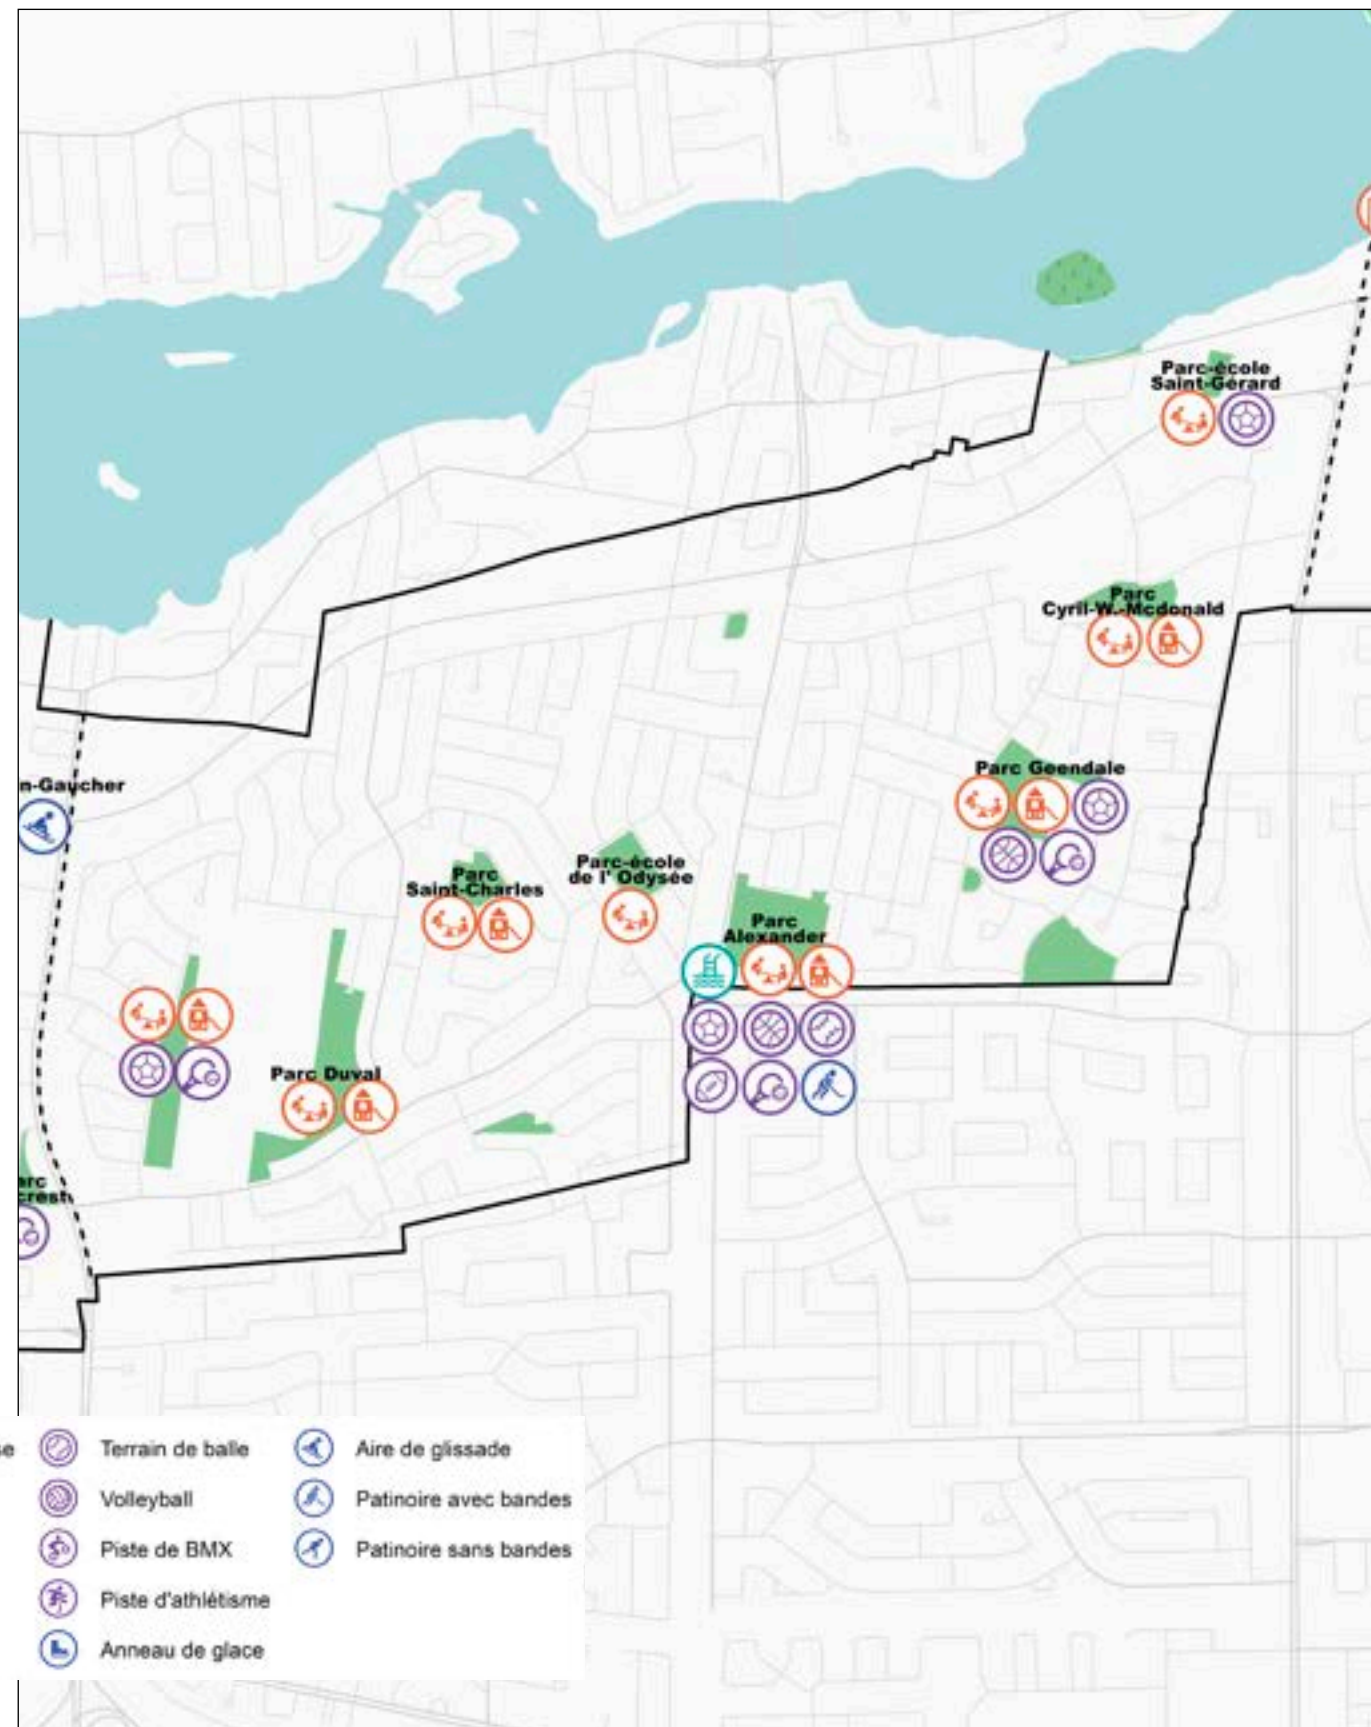 Parc-école
Saint-Gérard
Parc
Cyril-W.-Mcdonald
Parc Geendale
n-Gaucher
Parc
Saint-Charles
Parc-école
de l' Odysée
Parc
Alexander
Parc Duval
arc
crest
se
Terrain de balle
Aire de glissade
Volleyball
Patinoire avec bandes
Piste de BMX
Patinoire sans bandes
Piste d'athlétisme
Anneau de glace